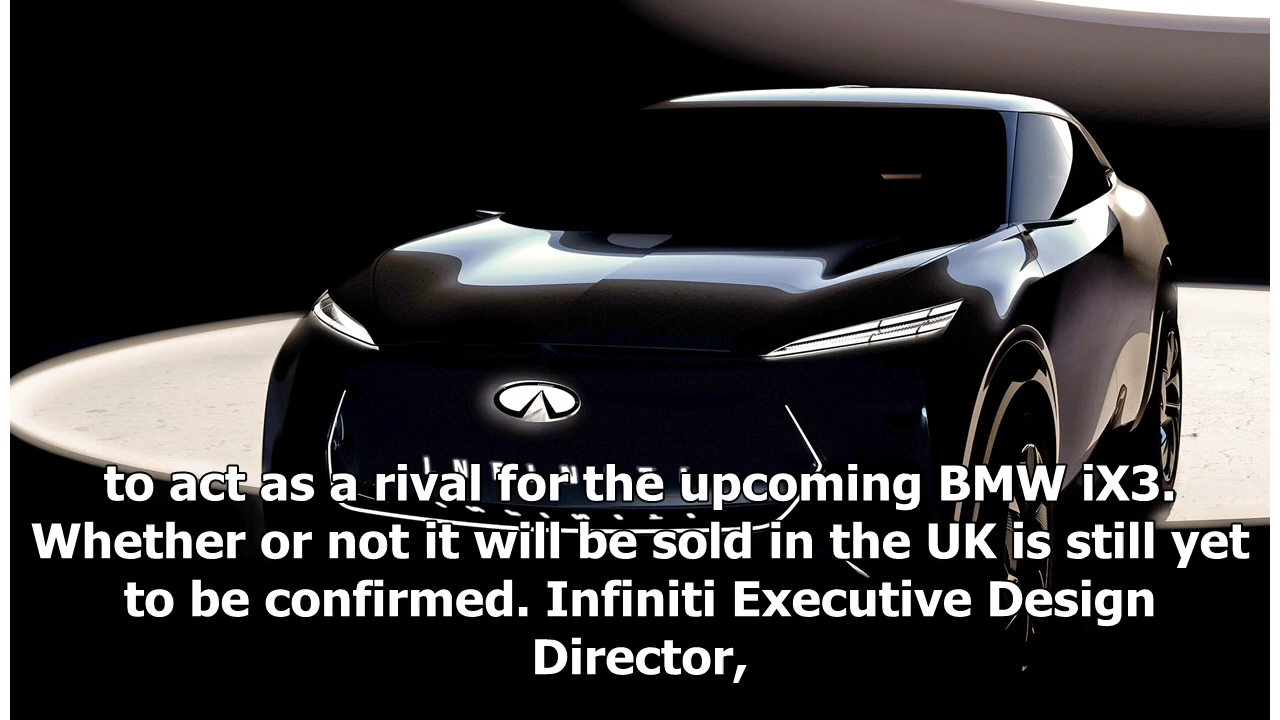 INFINITI
to act as a rival for the upcoming BMW iX3.
Whether or not it will be sold in the UK is still yet
to be confirmed. Infiniti Executive Design
Director,